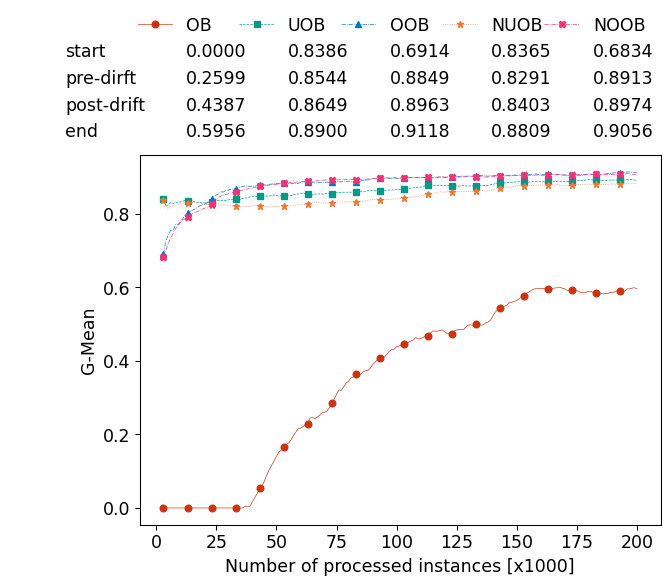 OB UOB OOB NUOB NOOB
start 0.0000 0.8386 0.6914 0.8365 0.6834
pre-dirft 0.2599 0.8544 0.8849 0.8291 0.8913
post-drift 0.4387 0.8649 0.8963 0.8403 0.8974
end 0.5956 0.8900 0.9118 0.8809 0.9056
G-Mean
0.8
0.6
0.4
0.2
0.0
0 25 50 75 100 125 150 175 200
Number of processed instances [x1000]